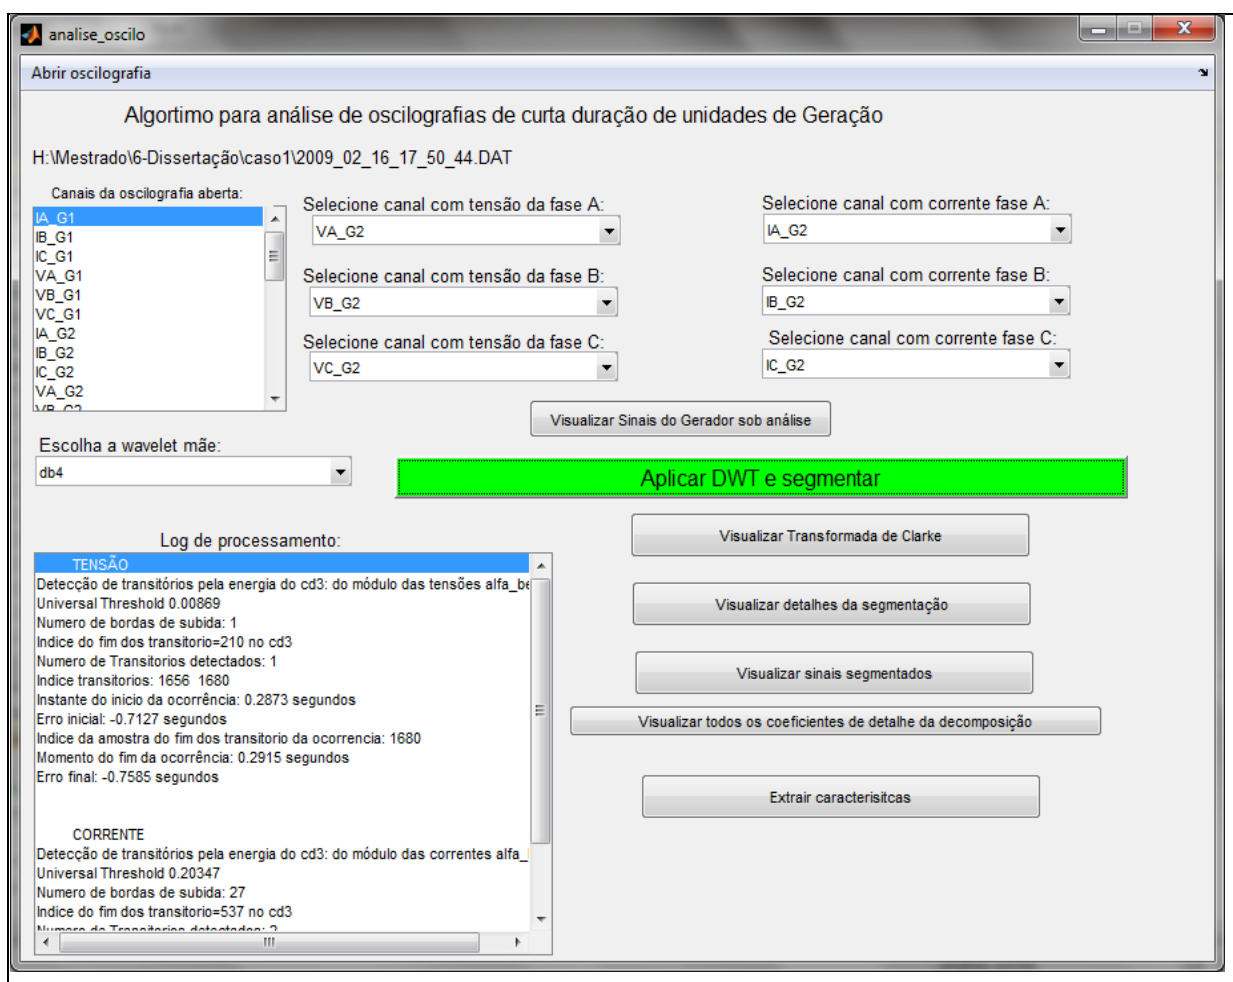 analise_oscilo
Abrir oscilografia
Algortimo para análise de oscilografias de curta duração de unidades de Geração
H:\Mestrado\6-Dissertação\caso1\2009_02_16_17_50_44.DAT
Canais da oscilografia aberta:
IA_G1
IB_G1
IC_G1
VA_G1
VB_G1
VC_G1
IA_G2
IB_G2
IC_G2
VA_G2
VB_G2
Selecione canal com tensão da fase A:
VA_G2
Selecione canal com tensão da fase B:
VB_G2
Selecione canal com tensão da fase C:
VC_G2
Selecione canal com corrente fase A:
IA_G2
Selecione canal com corrente fase B:
IB_G2
Selecione canal com corrente fase C:
IC_G2
Visualizar Sinais do Gerador sob análise
Escolha a wavelet mãe:
db4
Aplicar DWT e segmentar
Log de processamento:
TENSÃO
Detecção de transitórios pela energia do cd3: do módulo das tensões alfa_be
Universal Threshold 0.00869
Numero de bordas de subida: 1
Indice do fim dos transitorio=210 no cd3
Numero de Transitorios detectados: 1
Indice transitorios: 1656 1680
Instante do inicio da ocorrência: 0.2873 segundos
Erro inicial: -0.7127 segundos
Indice da amostra do fim dos transitorio da ocorrencia: 1680
Momento do fim da ocorrência: 0.2915 segundos
Erro final: -0.7585 segundos
CORRENTE
Detecção de transitórios pela energia do cd3: do módulo das correntes alfa_
Universal Threshold 0.20347
Numero de bordas de subida: 27
Indice do fim dos transitorio=537 no cd3
Numero de Transitorios detectados: 2
Visualizar Transformada de Clarke
Visualizar detalhes da segmentação
Visualizar sinais segmentados
Visualizar todos os coeficientes de detalhe da decomposição
Extrair caracterisitcas